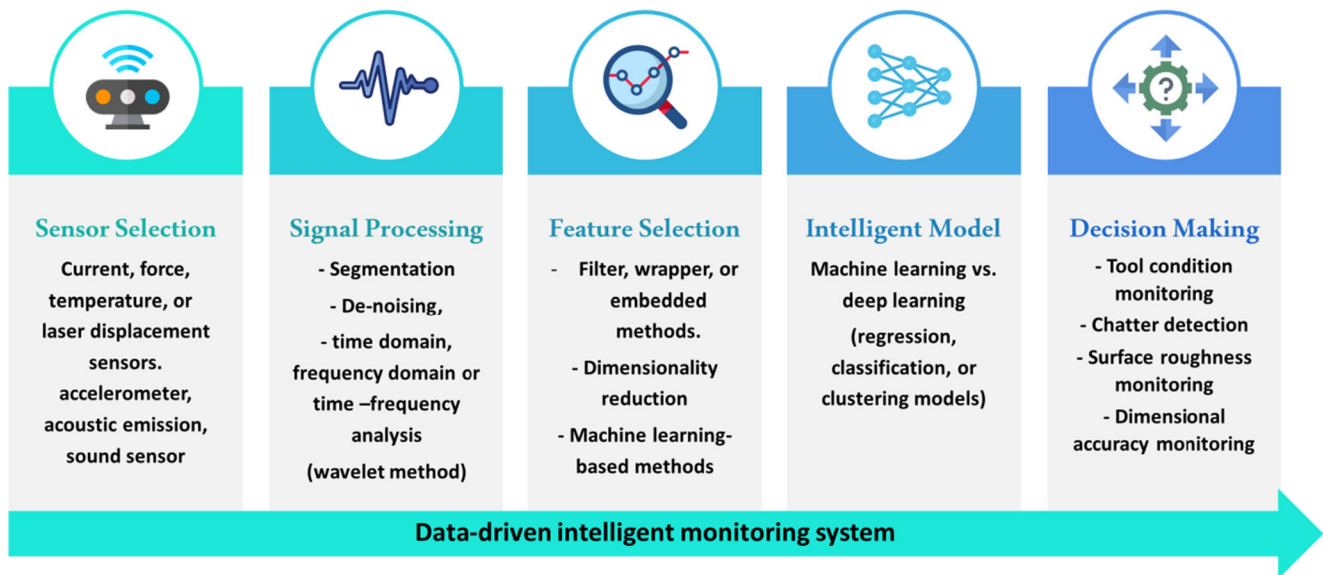 Sensor Selection
Current, force,
temperature, or
laser displacement
sensors.
accelerometer,
acoustic emission,
sound sensor
Signal Processing
- Segmentation
- De-noising,
- time domain,
frequency domain or
time –frequency
analysis
(wavelet method)
Feature Selection
- Filter, wrapper, or
embedded
methods.
- Dimensionality
reduction
- Machine learning-
based methods
Intelligent Model
Machine learning vs.
deep learning
(regression,
classification, or
clustering models)
?
Decision Making
- Tool condition
monitoring
- Chatter detection
- Surface roughness
monitoring
- Dimensional
accuracy monitoring
Data-driven intelligent monitoring system